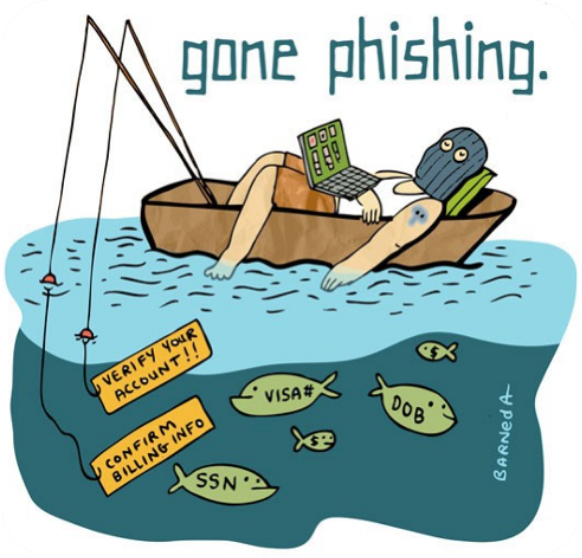 gone phishing.
VERIFY YOUR
ACCOUNT!!
CONFIRM
BILLING INFO
$
VISA#
DOB
$
SSN
BARNEDA